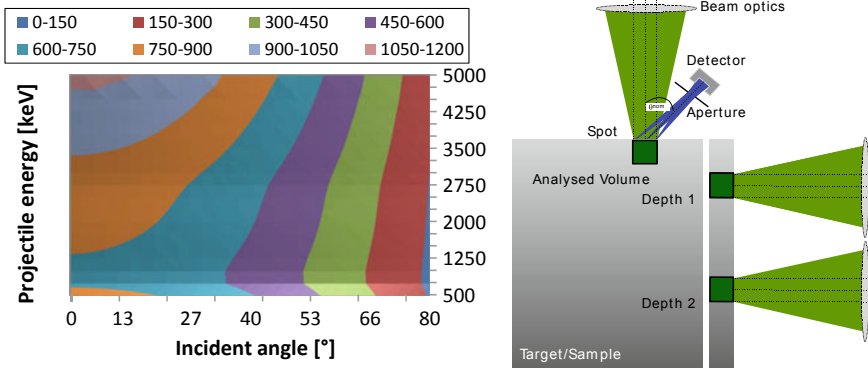 0-150 150-300 300-450 450-600
600-750 750-900 900-1050 1050-1200
5000
4250
3500
2750
2000
1250
500
Projectile energy [keV]
0 13 27 40 53 66 80
Incident angle [°]
Beam optics
Detector
θnom
Aperture
Spot
Analysed Volume
Depth 1
Depth 2
Target/Sample